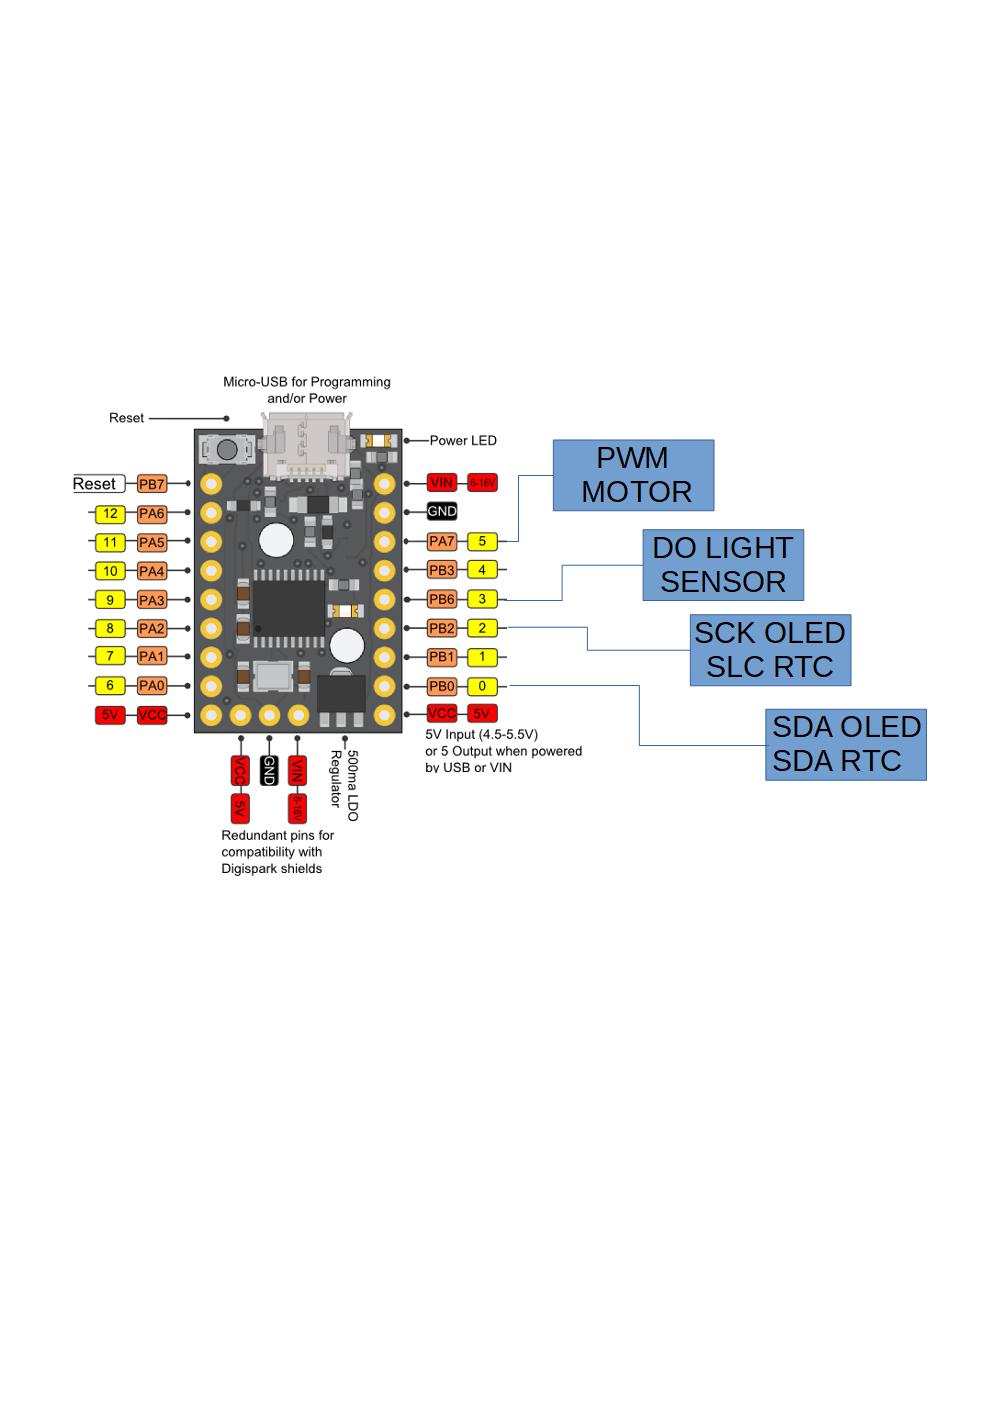 Micro-USB for Programming
and/or Power
Reset
Power LED
Reset PB7
12 PA6
11 PA5
10 PA4
9 PA3
8 PA2
7 PA1
6 PA0
5V VCC
VIN 6-16V
GND
PA7 5
PB3 4
PB6 3
PB2 2
PB1 1
PB0 0
VCC 5V
5V Input (4.5-5.5V)
or 5 Output when powered
by USB or VIN
PWM
MOTOR
DO LIGHT
SENSOR
SCK OLED
SLC RTC
SDA OLED
SDA RTC
VCC 5V
GND
VIN 6-16V
500ma LDO
Regulator
Redundant pins for
compatibility with
Digispark shields